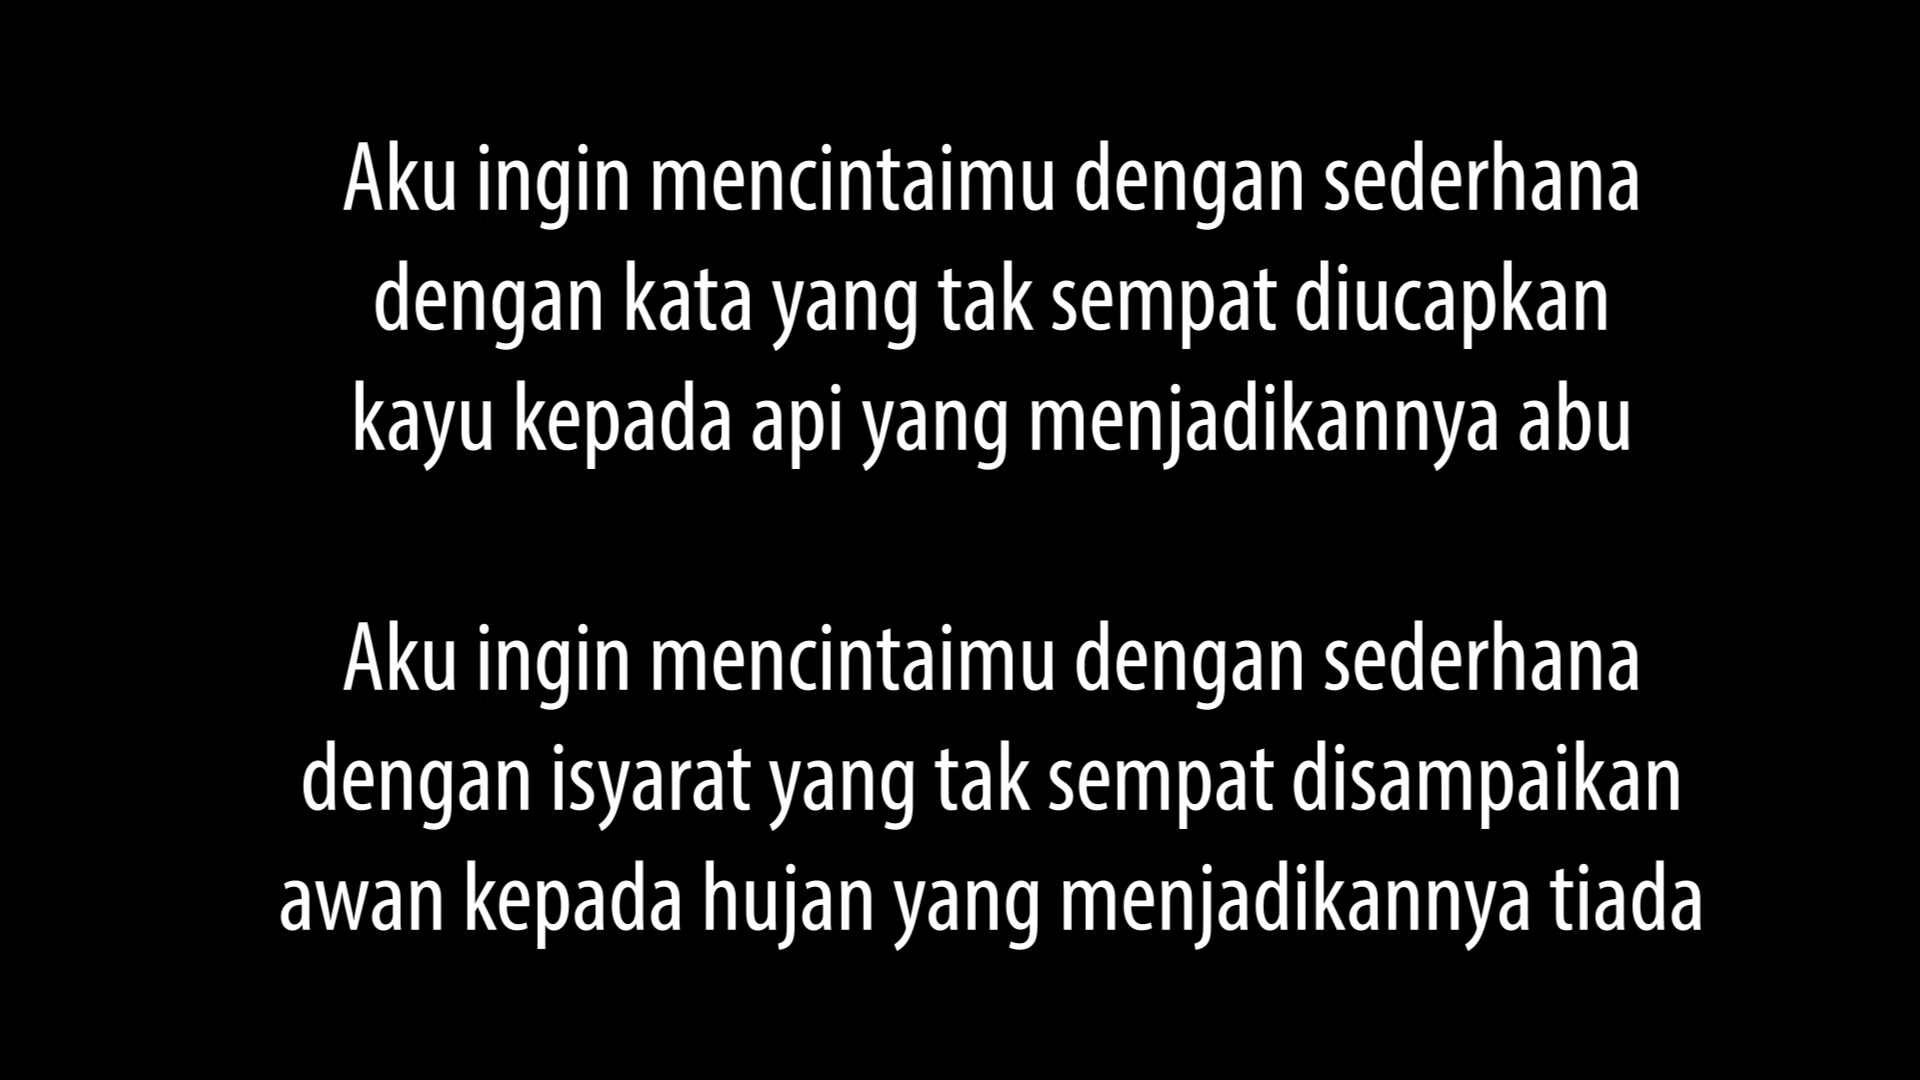 Aku ingin mencintaimu dengan sederhana
dengan kata yang tak sempat diucapkan
kayu kepada api yang menjadikannya abu
Aku ingin mencintaimu dengan sederhana
dengan isyarat yang tak sempat disampaikan
awan kepada hujan yang menjadikannya tiada